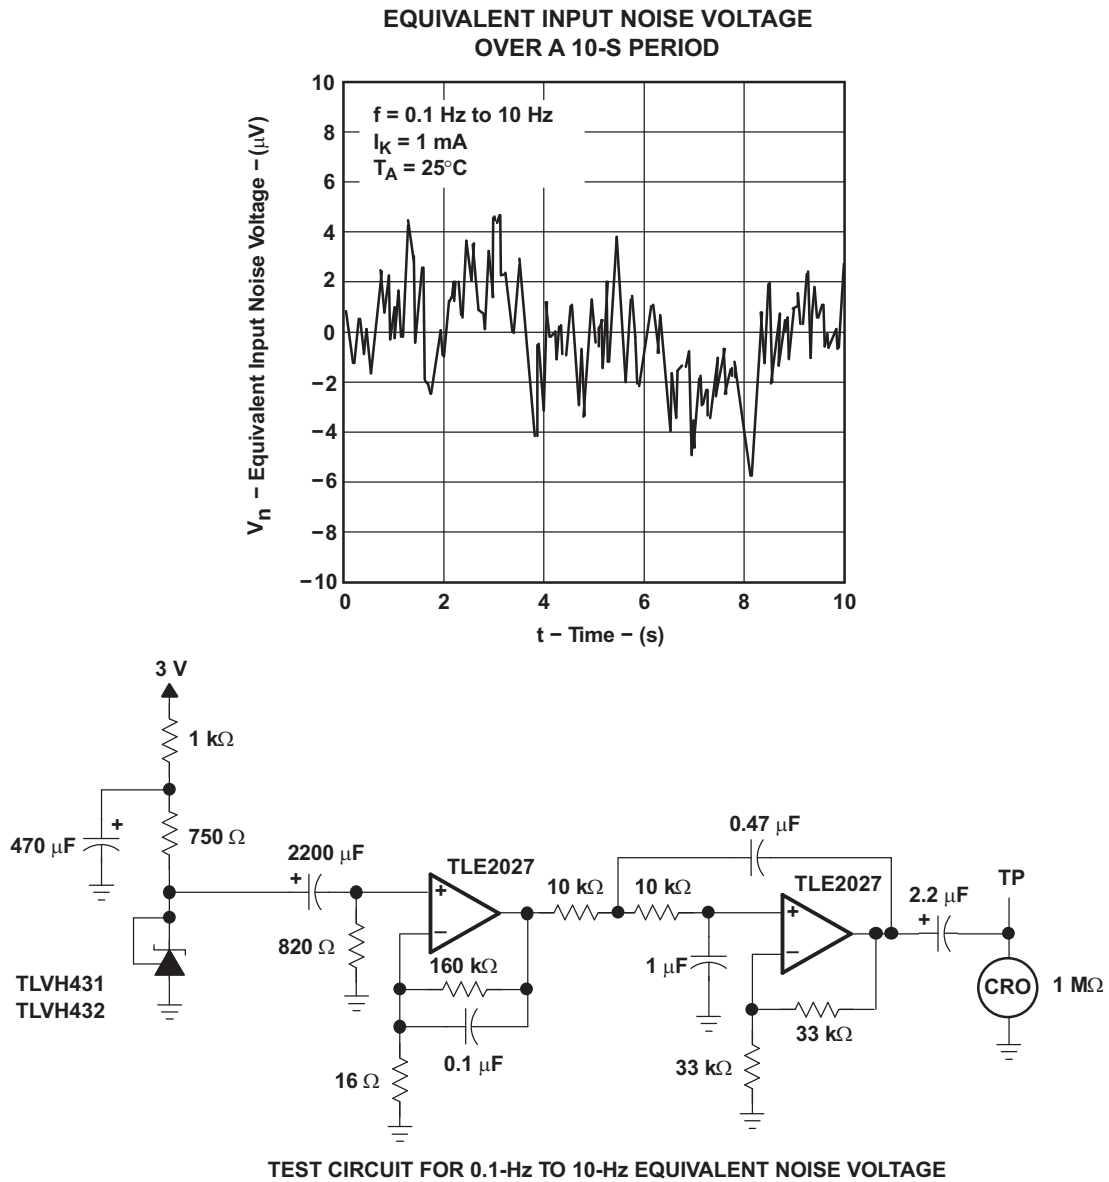 EQUIVALENT INPUT NOISE VOLTAGE
OVER A 10-S PERIOD
V_n − Equivalent Input Noise Voltage − (μV)
10
8
6
4
2
0
−2
−4
−6
−8
−10
f = 0.1 Hz to 10 Hz
I_K = 1 mA
T_A = 25°C
0 2 4 6 8 10
t − Time − (s)
3 V
1 kΩ
470 μF
+
750 Ω
TLVH431
TLVH432
2200 μF
+
820 Ω
TLE2027
+
−
160 kΩ
0.1 μF
16 Ω
10 kΩ
10 kΩ
0.47 μF
1 μF
TLE2027
+
−
33 kΩ
33 kΩ
2.2 μF
+
TP
CRO
1 MΩ
TEST CIRCUIT FOR 0.1-Hz TO 10-Hz EQUIVALENT NOISE VOLTAGE